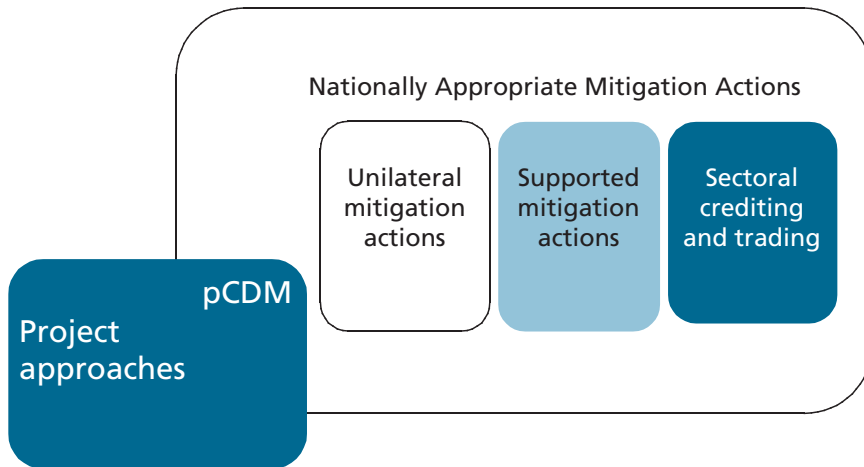 Nationally Appropriate Mitigation Actions
Unilateral
mitigation
actions
Supported
mitigation
actions
Sectoral
crediting
and trading
pCDM
Project
approaches